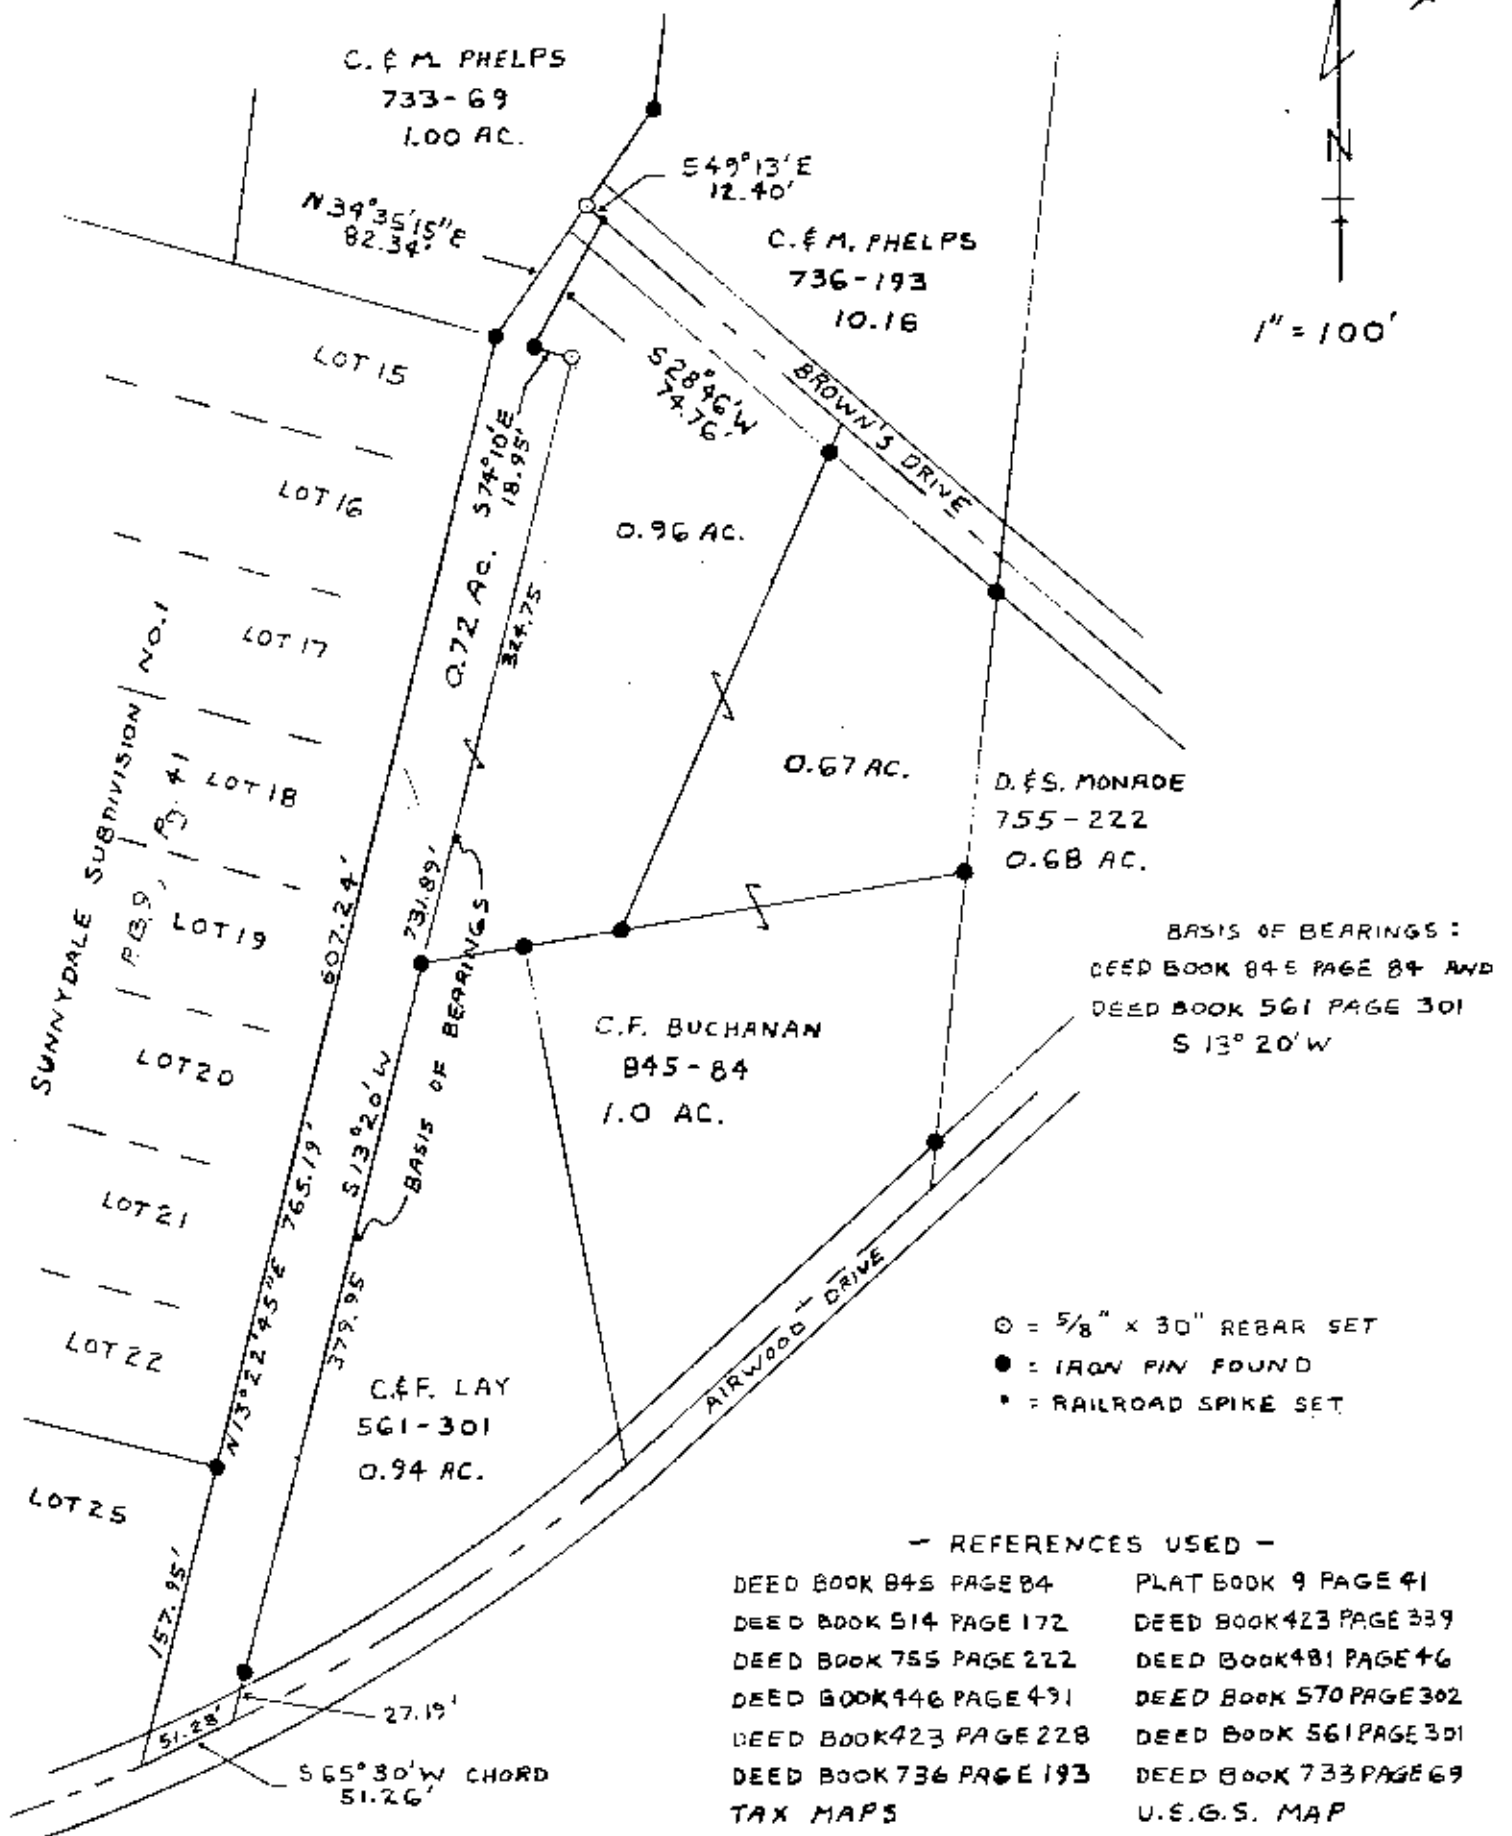 C. & M. PHELPS
733-69
1.00 AC.
S49°13'E
12.40'
N34°35'15"E
82.34'
C. & M. PHELPS
736-193
10.16
N
1" = 100'
LOT 15
S28°46'W
74.76'
BROWN'S DRIVE
S74°10'E
18.95'
LOT 16
0.96 AC.
0.72 AC.
324.75
LOT 17
SUNNYDALE SUBDIVISION NO.1
P.B.9, Pg. 41
LOT 18
0.67 AC.
D. & S. MONROE
755-222
0.68 AC.
LOT 19
607.24'
731.89'
BASIS OF BEARINGS
BASIS OF BEARINGS:
DEED BOOK 845 PAGE 84 AND
DEED BOOK 561 PAGE 301
S 13° 20' W
C.F. BUCHANAN
845-84
1.0 AC.
LOT 20
S13°20'W
LOT 21
N13°22'45"E 765.19'
379.95
LOT 22
C.&F. LAY
561-301
0.94 AC.
AIRWOOD DRIVE
⊙ = 5/8" x 30" REBAR SET
● = IRON PIN FOUND
• = RAILROAD SPIKE SET
LOT 25
157.95'
27.19'
51.28'
S65°30'W CHORD
51.26'
- REFERENCES USED -
DEED BOOK 845 PAGE 84 PLAT BOOK 9 PAGE 41
DEED BOOK 514 PAGE 172 DEED BOOK 423 PAGE 339
DEED BOOK 755 PAGE 222 DEED BOOK 481 PAGE 46
DEED BOOK 446 PAGE 491 DEED BOOK 570 PAGE 302
DEED BOOK 423 PAGE 228 DEED BOOK 561 PAGE 301
DEED BOOK 736 PAGE 193 DEED BOOK 733 PAGE 69
TAX MAPS U.S.G.S. MAP